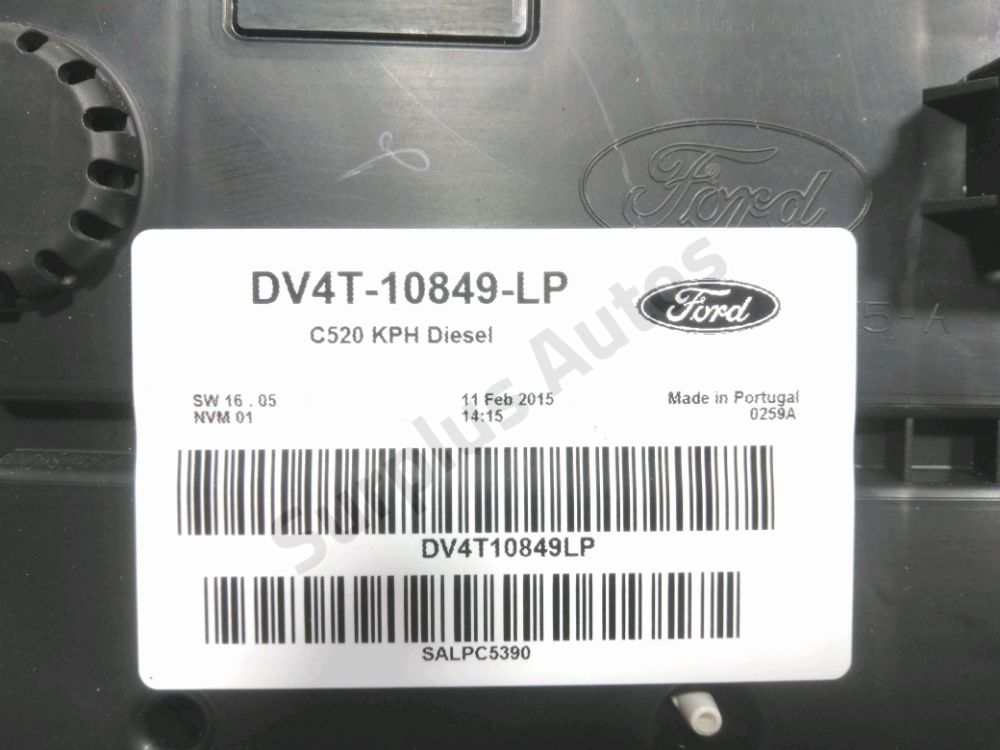 Ford
DV4T-10849-LP
Ford
C520 KPH Diesel
5-A
SW 16 . 05
11 Feb 2015
Made in Portugal
NVM 01
14:15
0259A
DV4T10849LP
SALPC5390
Surplus Autos